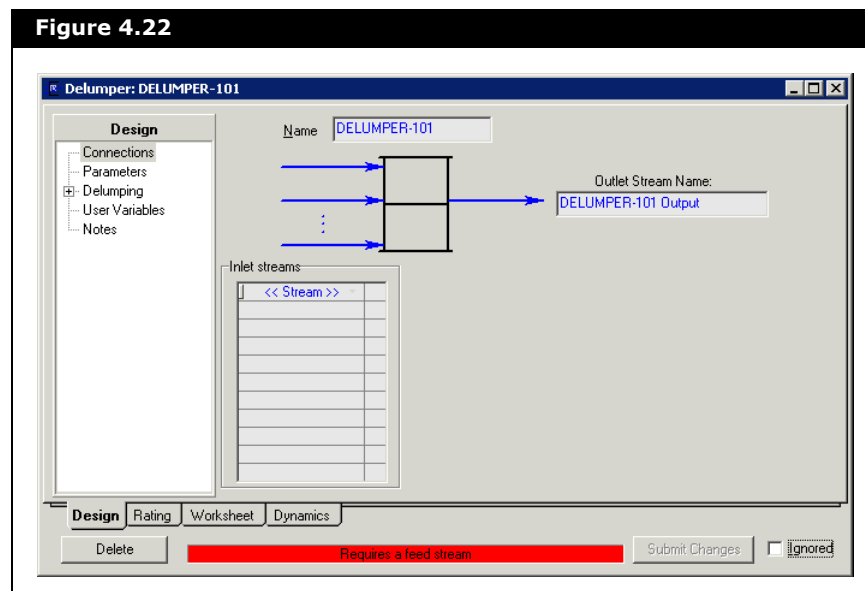 Figure 4.22
Delumper: DELUMPER-101
Design
Connections
Parameters
Delumping
User Variables
Notes
Name DELUMPER-101
Outlet Stream Name:
DELUMPER-101 Output
Inlet streams
<< Stream >>
Design Rating Worksheet Dynamics
Delete Requires a feed stream Submit Changes Ignored